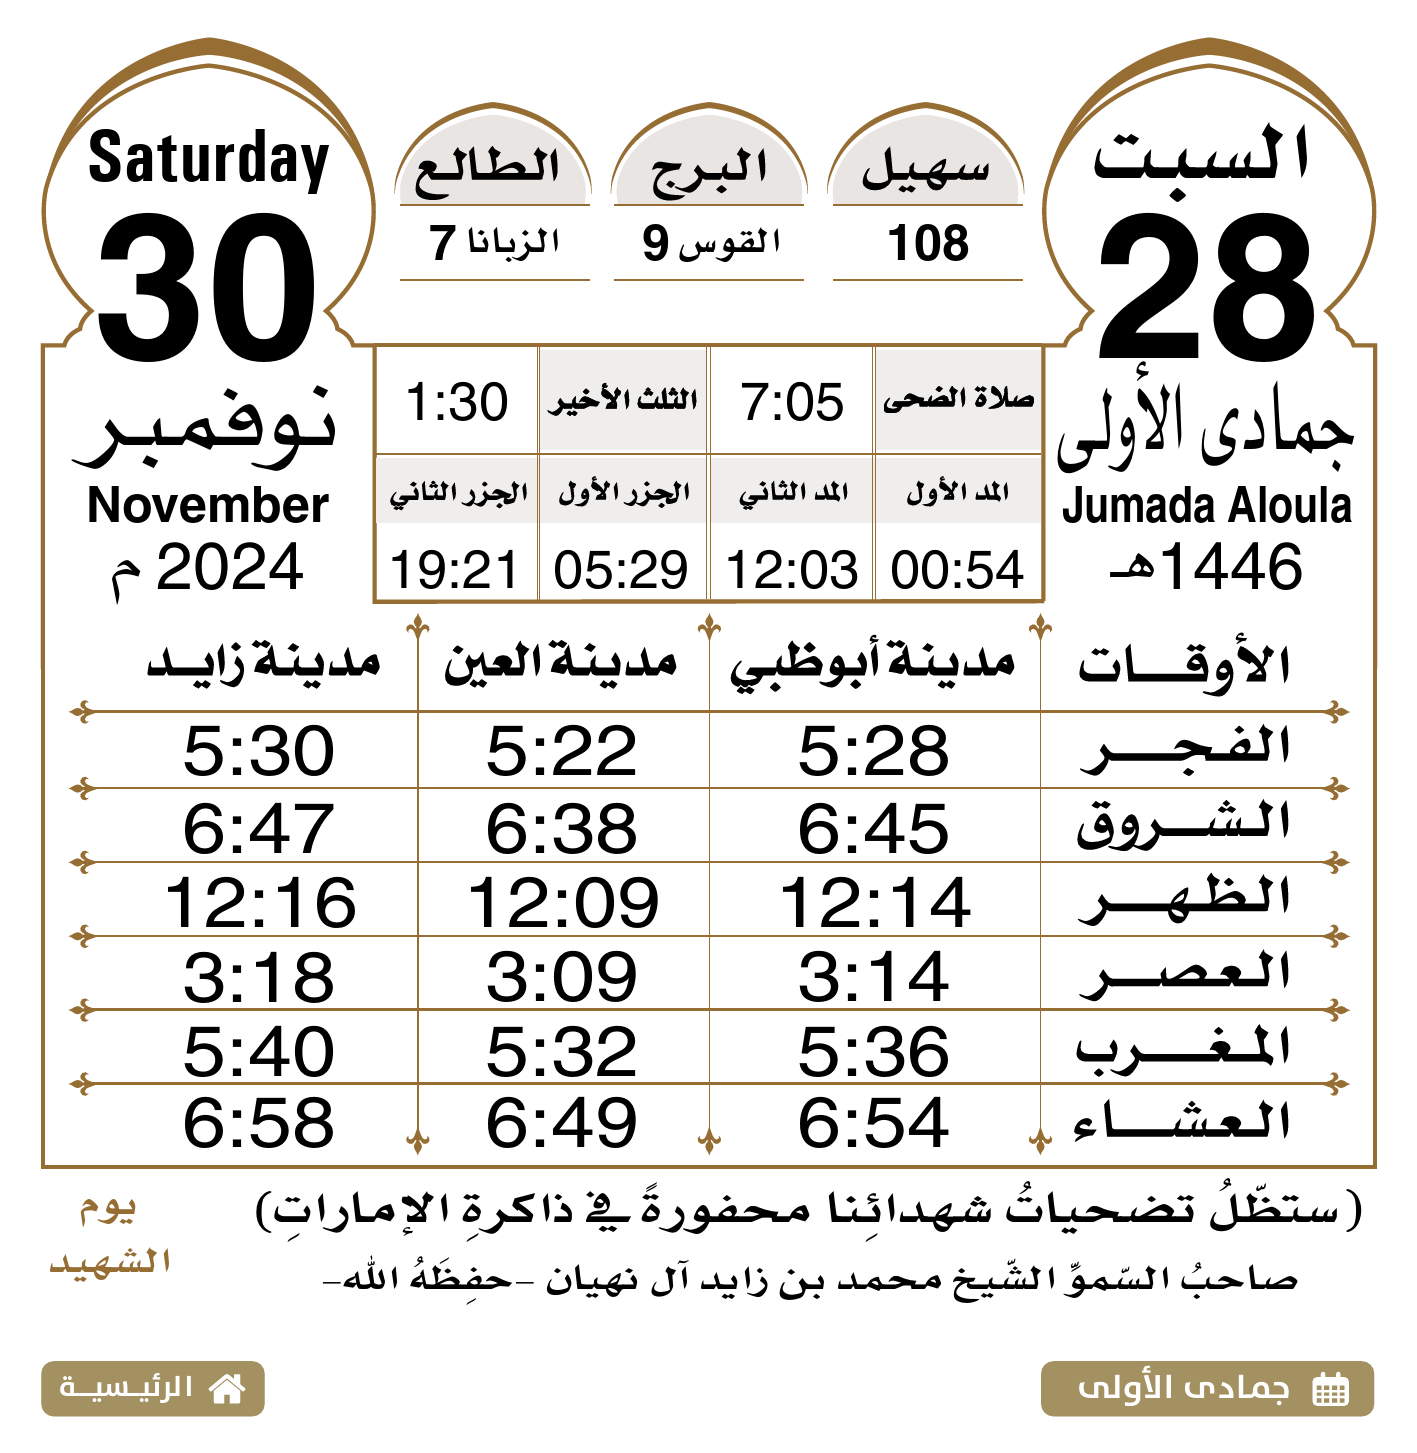 السبت
28
جمادى الأولى
Jumada Aloula
1446هـ
سهيل
108
البرج
القوس 9
الطالع
الزبانا 7
Saturday
30
نوفمبر
November
2024 م
صلاة الضحى 7:05 الثلث الأخير 1:30
المد الأول المد الثاني الجزر الأول الجزر الثاني
00:54 12:03 05:29 19:21
الأوقات مدينة أبوظبي مدينة العين مدينة زايد
الفجر 5:28 5:22 5:30
الشروق 6:45 6:38 6:47
الظهر 12:14 12:09 12:16
العصر 3:14 3:09 3:18
المغرب 5:36 5:32 5:40
العشاء 6:54 6:49 6:58
(ستظّلُ تضحياتُ شهدائِنا محفورةً في ذاكرةِ الإماراتِ)
صاحبُ السّموِّ الشّيخ محمد بن زايد آل نهيان –حفِظَهُ الله–
يوم
الشهيد
جمادى الأولى
الرئيسية